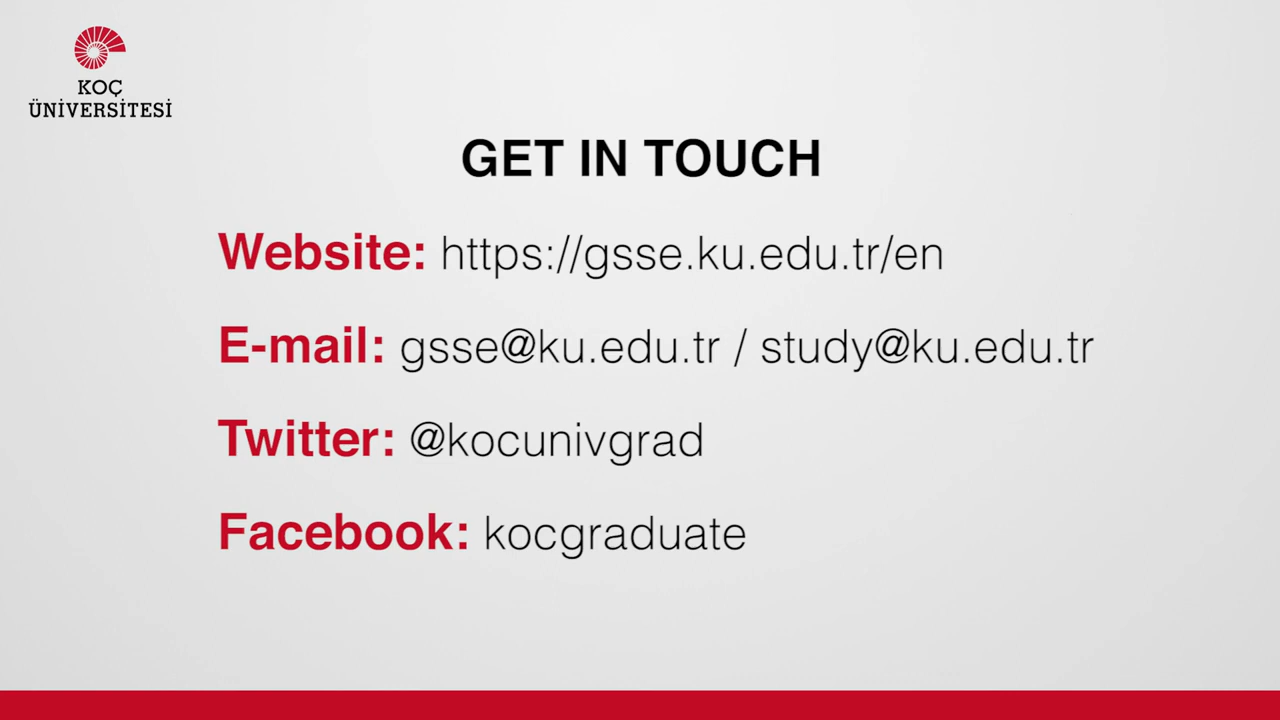 KOÇ
ÜNİVERSİTESİ
GET IN TOUCH
Website: https://gsse.ku.edu.tr/en
E-mail: gsse@ku.edu.tr / study@ku.edu.tr
Twitter: @kocunivgrad
Facebook: kocgraduate